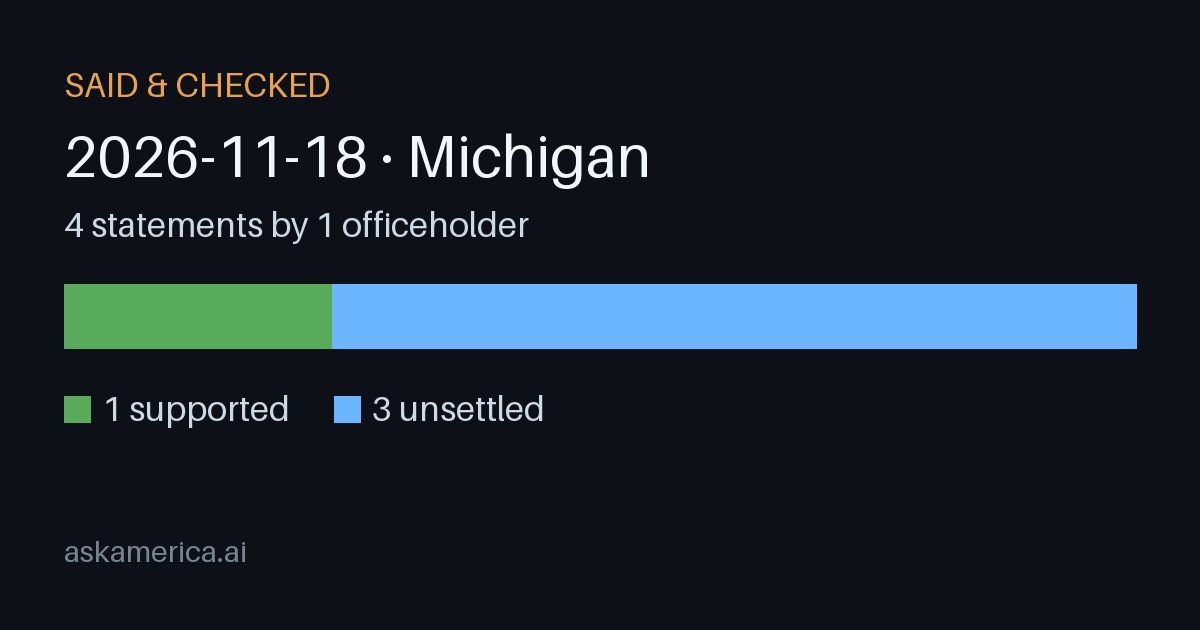 SAID & CHECKED
2026-11-18 · Michigan
4 statements by 1 officeholder
1 supported 3 unsettled
askamerica.ai